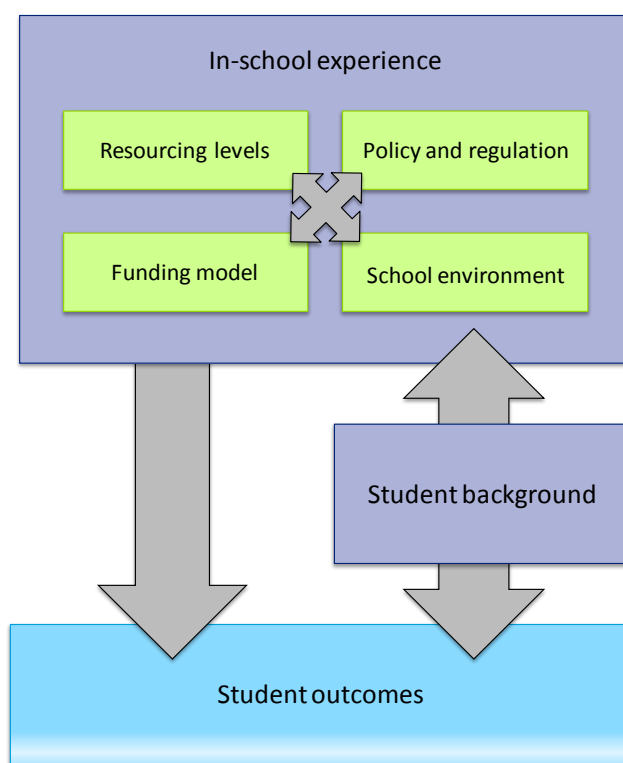 In-school experience
Resourcing levels
Policy and regulation
Funding model
School environment
Student background
Student outcomes